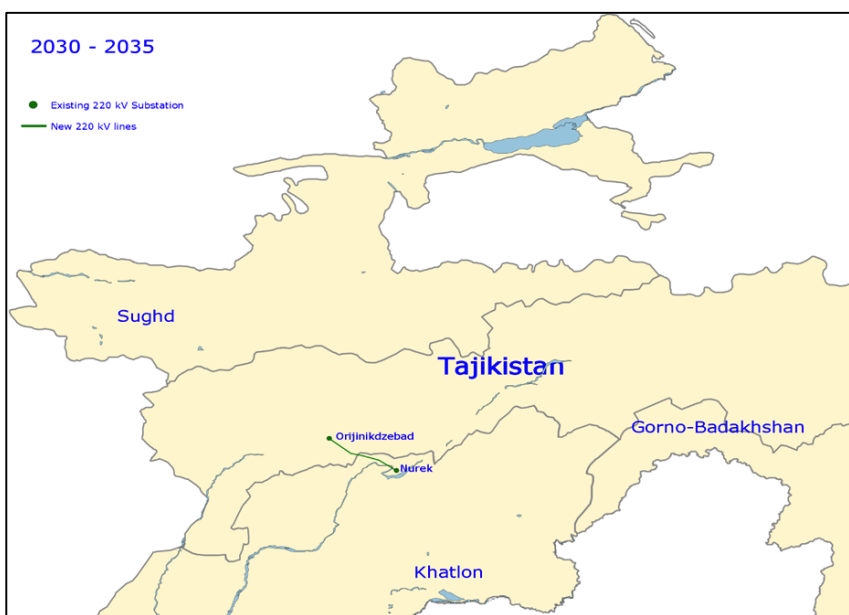 2030 - 2035
Existing 220 kV Substation
New 220 kV lines
Sughd
Tajikistan
Gorno-Badakhshan
Orijinikdzebad
Nurek
Khatlon